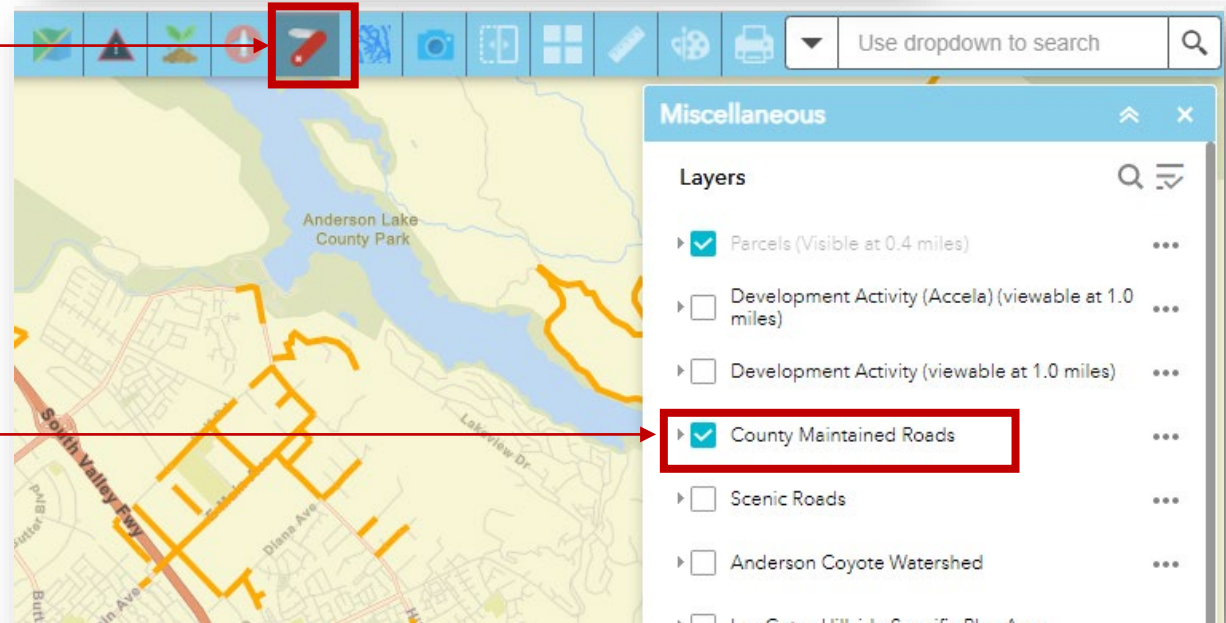 Use dropdown to search
Miscellaneous
Layers
Parcels (Visible at 0.4 miles)
Development Activity (Accela) (viewable at 1.0
miles)
Development Activity (viewable at 1.0 miles)
County Maintained Roads
Scenic Roads
Anderson Coyote Watershed
Anderson Lake
County Park
Lakeview Dr
South Valley Fwy
Diana Ave